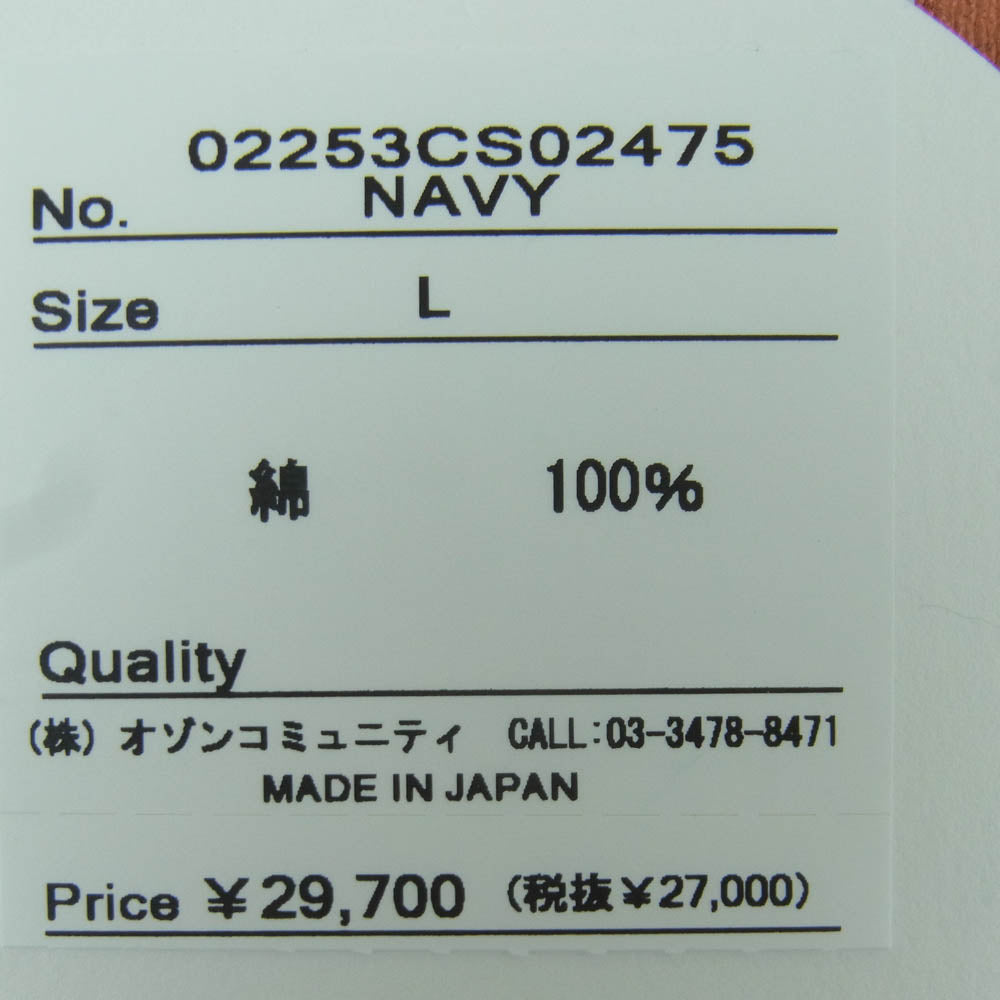 02253CS02475
No. NAVY
Size L
綿 100%
Quality
(株) オゾンコミュニティ CALL:03-3478-8471
MADE IN JAPAN
Price ¥29,700 (税抜¥27,000)